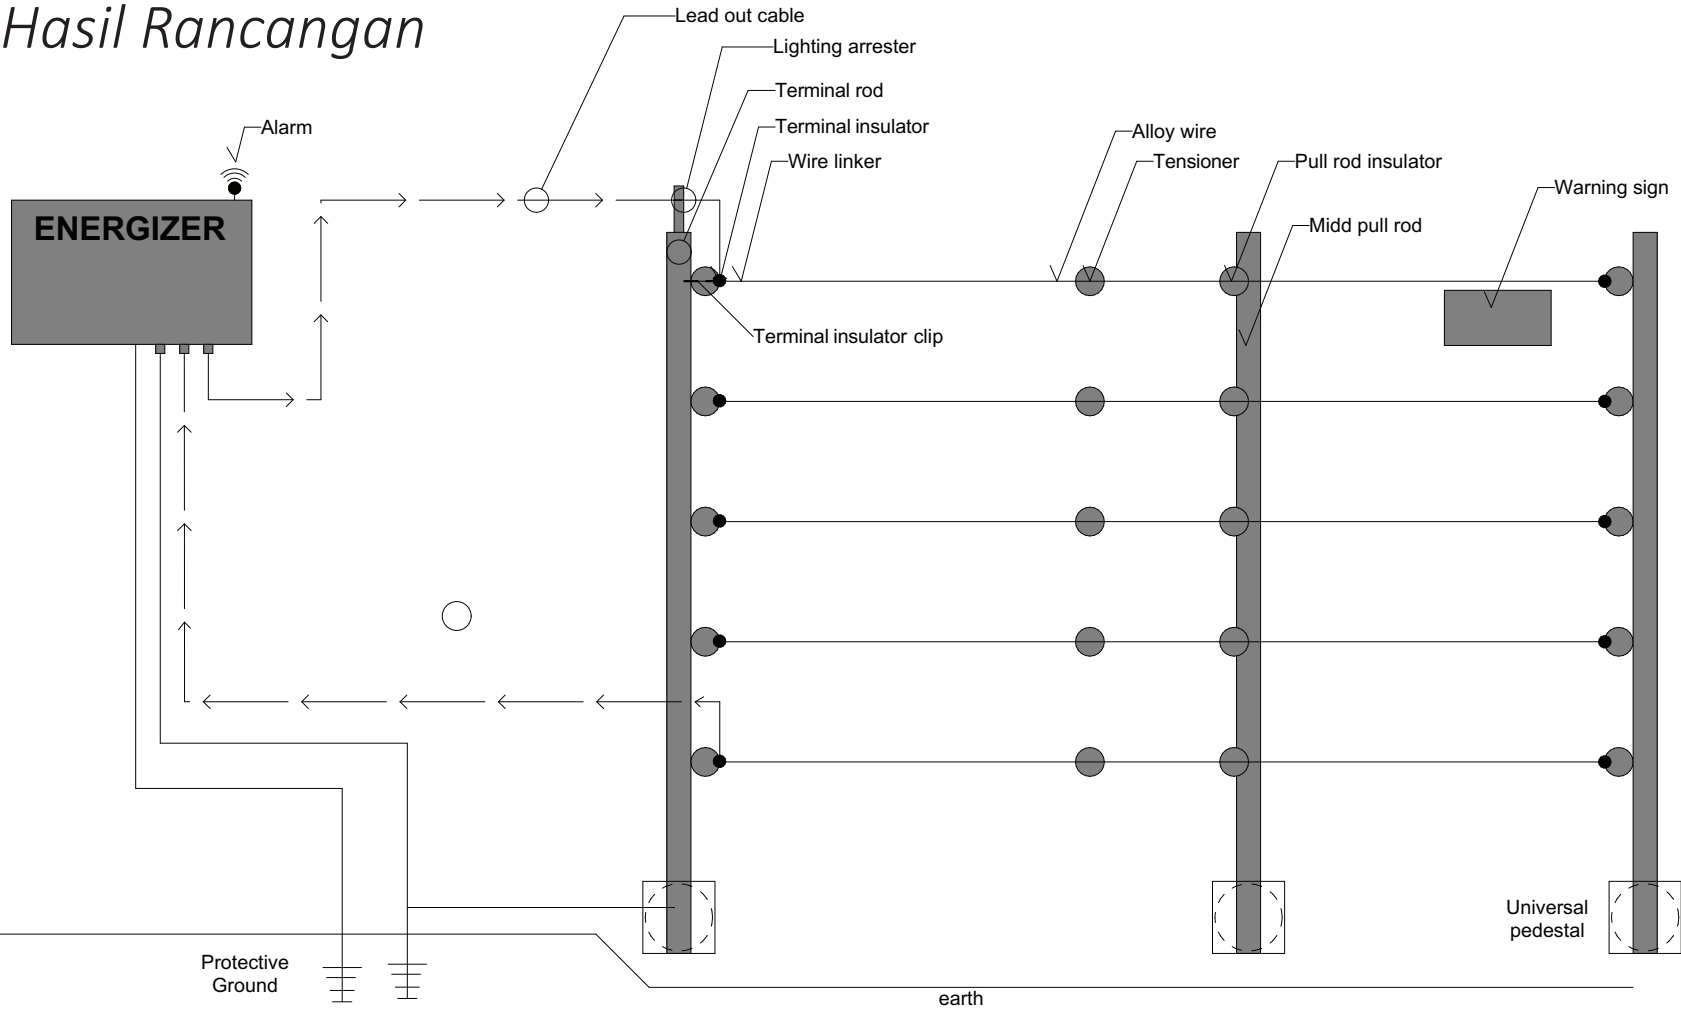 Hasil Rancangan
Lead out cable
Lighting arrester
Terminal rod
Terminal insulator
Wire linker
Alarm
Alloy wire
Tensioner
Pull rod insulator
Warning sign
Midd pull rod
ENERGIZER
Terminal insulator clip
Universal
pedestal
Protective
Ground
earth